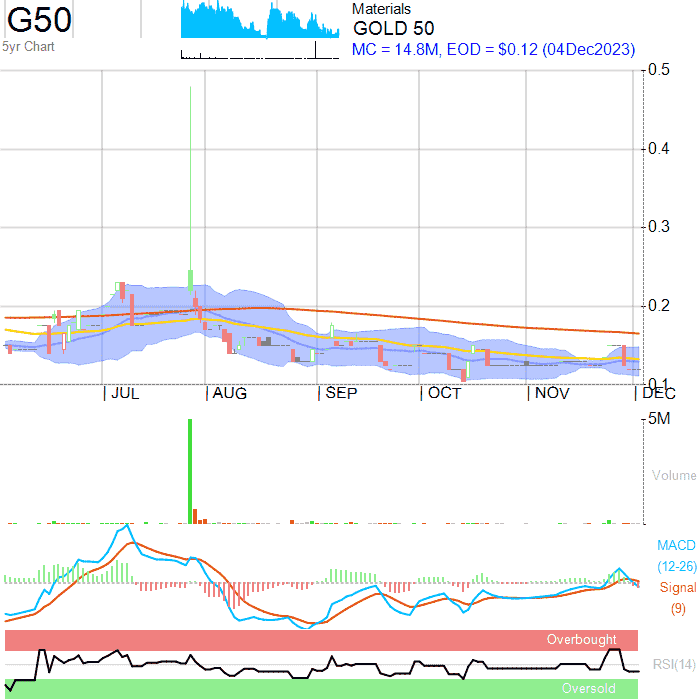 G50
5yr Chart
Materials
GOLD 50
MC = 14.8M, EOD = $0.12 (04Dec2023)
0.5
0.4
0.3
0.2
0.1
JUL
AUG
SEP
OCT
NOV
DEC
5M
Volume
MACD
(12-26)
Signal
(9)
Overbought
RSI(14)
Oversold